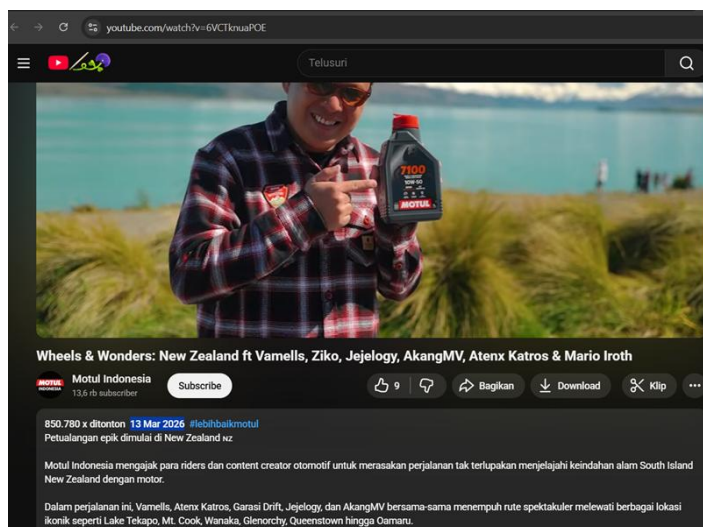 youtube.com/watch?v=6VCTknuaPOE
Telusuri
7100
10W-50
MOTUL
Wheels & Wonders: New Zealand ft Vamells, Ziko, Jejelogy, AkangMV, Atenx Katros & Mario Iroth
MOTUL
INDONESIA
Motul Indonesia
13,6 rb subscriber
Subscribe
9
Bagikan
Download
Klip
850.780 x ditonton 13 Mar 2026 #lebihbaikmotul
Petualangan epik dimulai di New Zealand NZ
Motul Indonesia mengajak para riders dan content creator otomotif untuk merasakan perjalanan tak terlupakan menjelajahi keindahan alam South Island
New Zealand dengan motor.
Dalam perjalanan ini, Vamells, Atenx Katros, Garasi Drift, Jejelogy, dan AkangMV bersama-sama menempuh rute spektakuler melewati berbagai lokasi
ikonik seperti Lake Tekapo, Mt. Cook, Wanaka, Glenorchy, Queenstown hingga Oamaru.